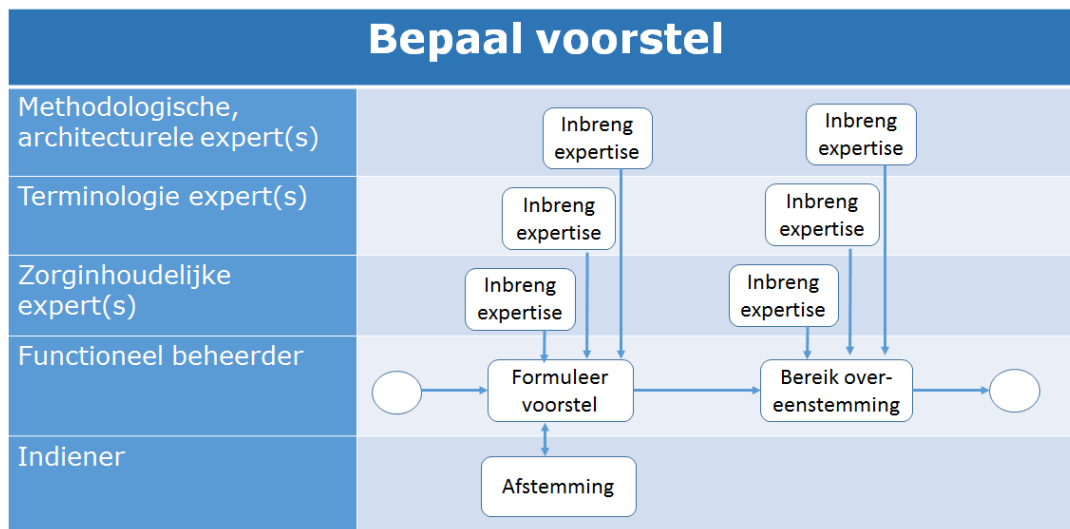 Bepaal voorstel
Methodologische,
architecturele expert(s)
Inbreng
expertise
Inbreng
expertise
Terminologie expert(s)
Inbreng
expertise
Inbreng
expertise
Zorginhoudelijke
expert(s)
Inbreng
expertise
Inbreng
expertise
Functioneel beheerder
Formuleer
voorstel
Bereik over-
eenstemming
Indiener
Afstemming